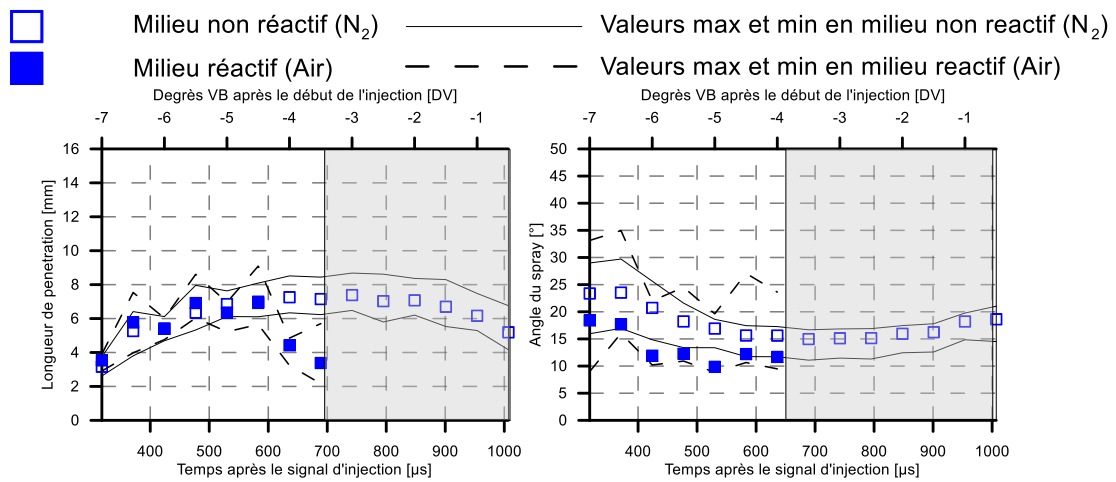 Milieu non réactif (N2) Valeurs max et min en milieu non reactif (N2)
Milieu réactif (Air) Valeurs max et min en milieu reactif (Air)
Degrès VB après le début de l'injection [DV]
-7 -6 -5 -4 -3 -2 -1
16
14
12
10
8
6
4
2
0
Longueur de penetration [mm]
400 500 600 700 800 900 1000
Temps après le signal d'injection [µs]
Degrès VB après le début de l'injection [DV]
-7 -6 -5 -4 -3 -2 -1
50
45
40
35
30
25
20
15
10
5
0
Angle du spray [°]
400 500 600 700 800 900 1000
Temps après le signal d'injection [µs]